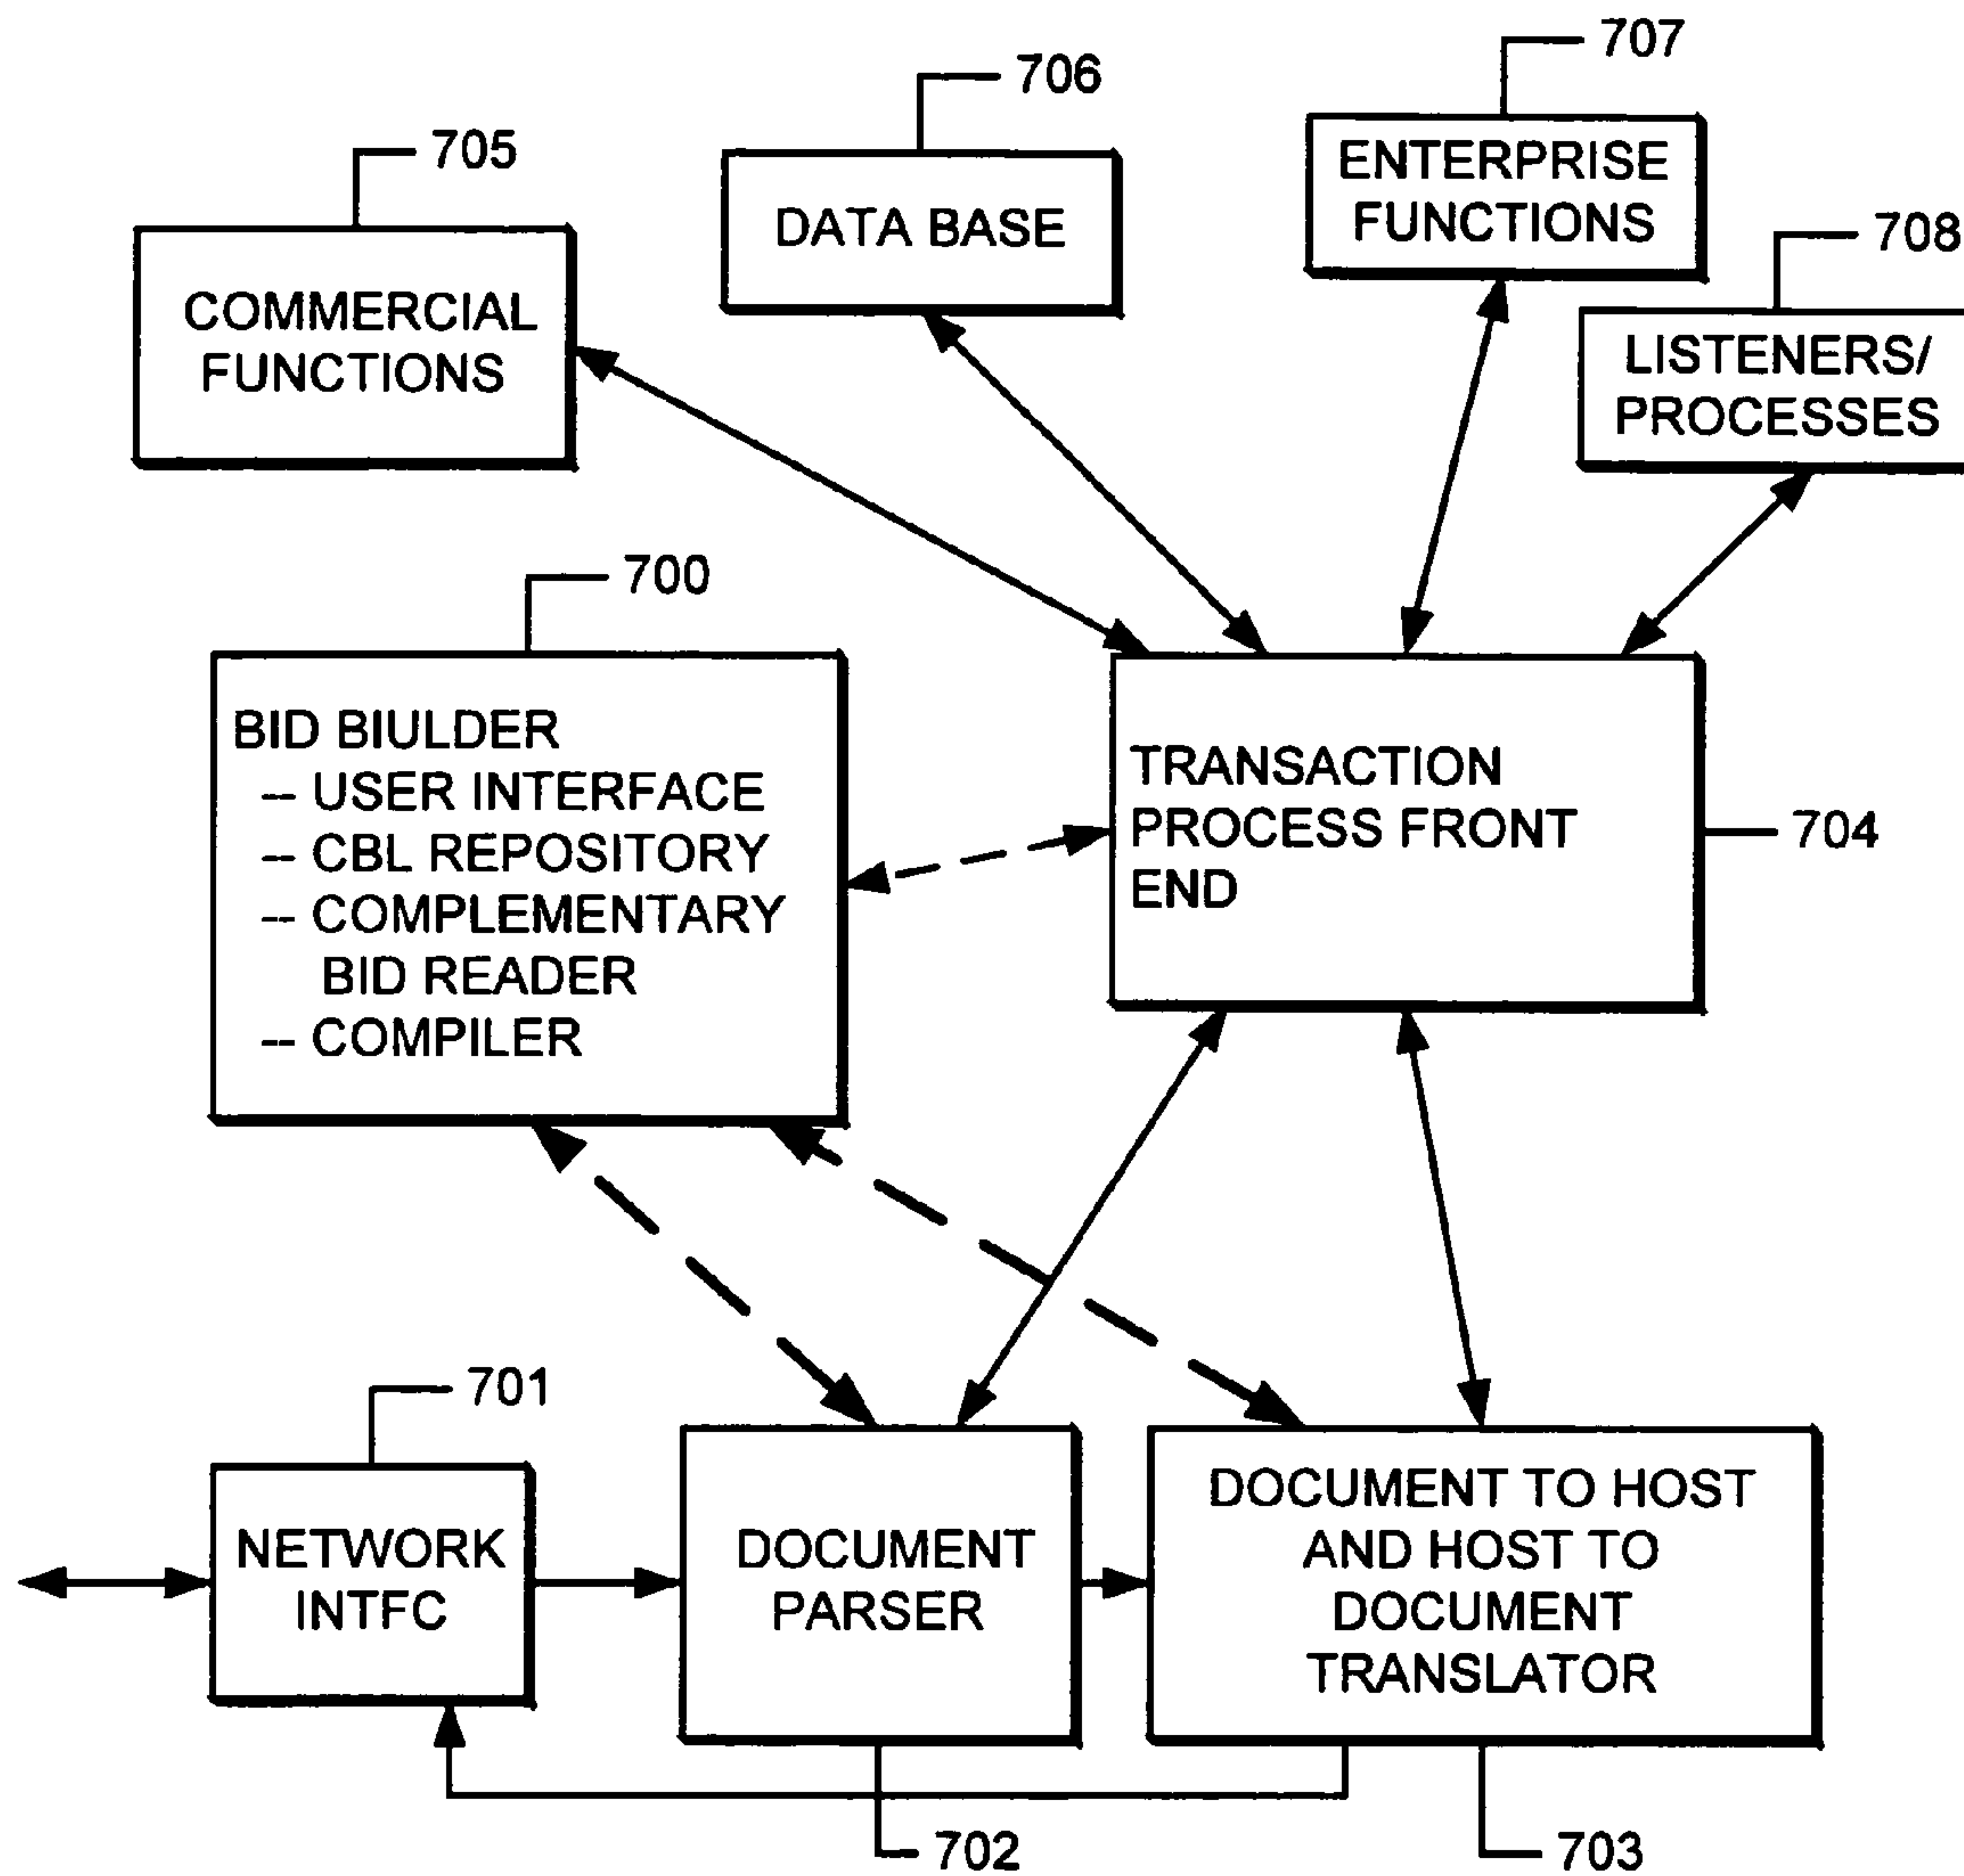 707
706
705
ENTERPRISE
FUNCTIONS
DATA BASE
708
COMMERCIAL
FUNCTIONS
LISTENERS/
PROCESSES
700
BID BIULDER
-- USER INTERFACE
-- CBL REPOSITORY
-- COMPLEMENTARY
BID READER
-- COMPILER
TRANSACTION
PROCESS FRONT
END
704
701
NETWORK
INTFC
DOCUMENT
PARSER
DOCUMENT TO HOST
AND HOST TO
DOCUMENT
TRANSLATOR
702
703